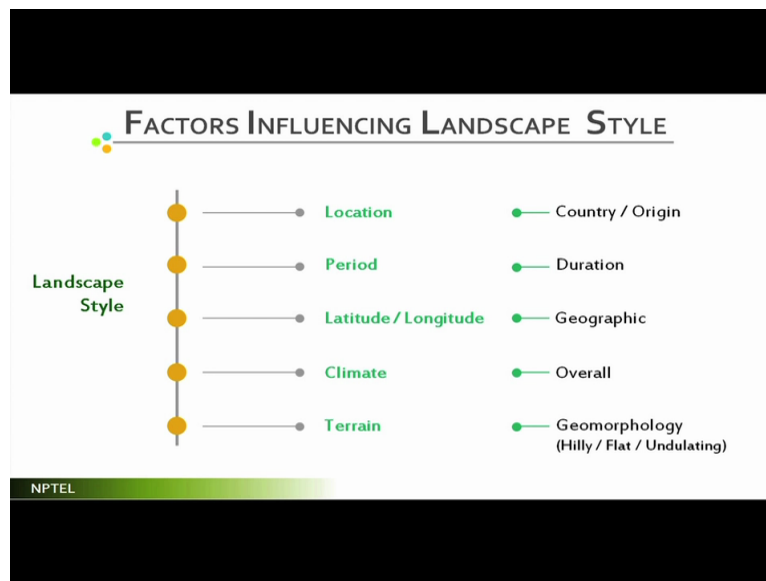 FACTORS INFLUENCING LANDSCAPE STYLE
Landscape
Style
Location
Country / Origin
Period
Duration
Latitude / Longitude
Geographic
Climate
Overall
Terrain
Geomorphology
(Hilly / Flat / Undulating)
NPTEL